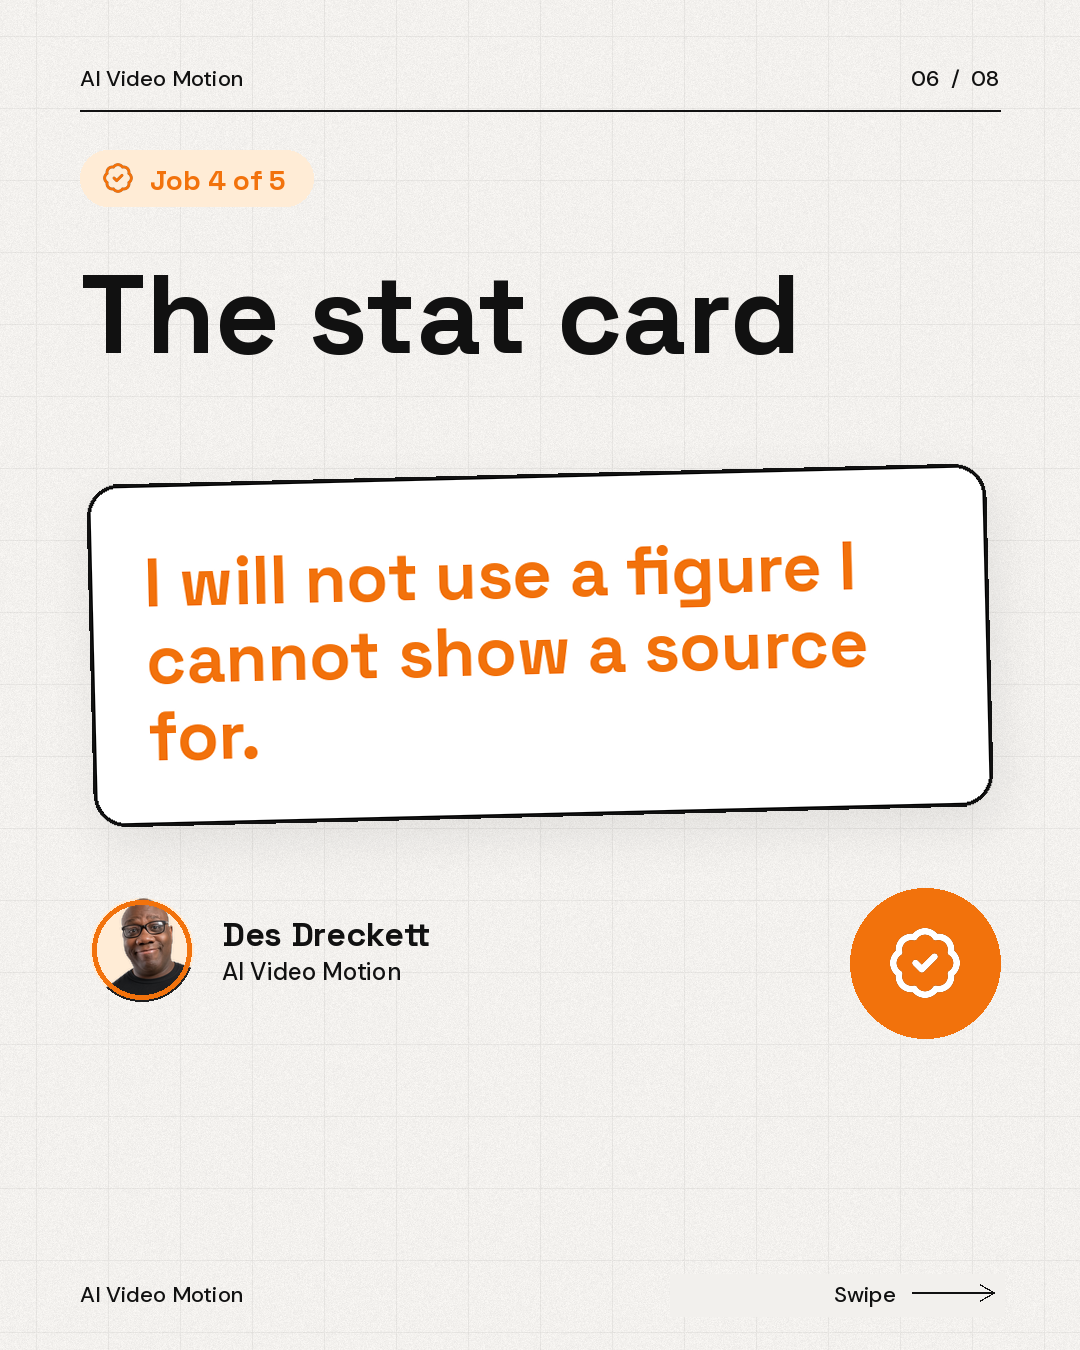 AI Video Motion
06 / 08
Job 4 of 5
The stat card
I will not use a figure I
cannot show a source
for.
Des Dreckett
AI Video Motion
AI Video Motion
Swipe